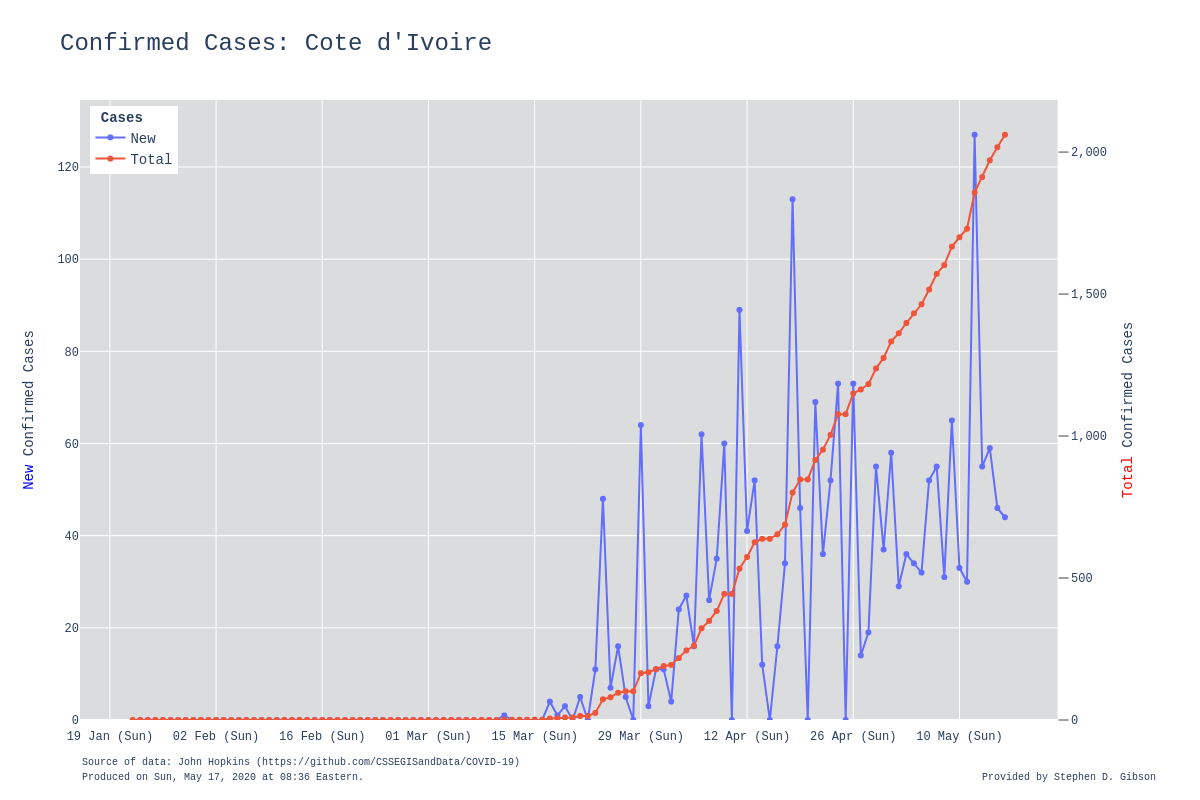 Confirmed Cases: Cote d'Ivoire
Cases
New
Total
120
100
80
60
40
20
0
2,000
1,500
1,000
500
0
New Confirmed Cases
Total Confirmed Cases
19 Jan (Sun) 02 Feb (Sun) 16 Feb (Sun) 01 Mar (Sun) 15 Mar (Sun) 29 Mar (Sun) 12 Apr (Sun) 26 Apr (Sun) 10 May (Sun)
Source of data: John Hopkins (https://github.com/CSSEGISandData/COVID-19)
Produced on Sun, May 17, 2020 at 08:36 Eastern.
Provided by Stephen D. Gibson